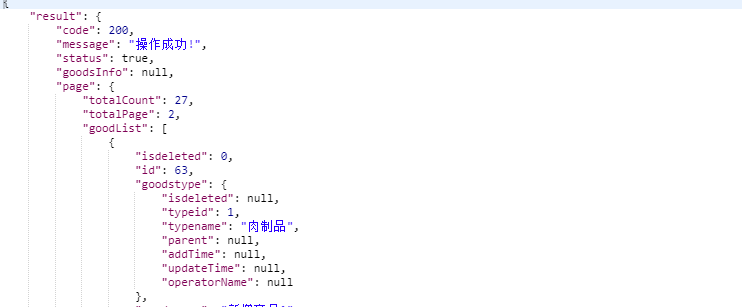 {
"result": {
"code": 200,
"message": "操作成功!",
"status": true,
"goodsInfo": null,
"page": {
"totalCount": 27,
"totalPage": 2,
"goodList": [
{
"isdeleted": 0,
"id": 63,
"goodstype": {
"isdeleted": null,
"typeid": 1,
"typename": "肉制品",
"parent": null,
"addTime": null,
"updateTime": null,
"operatorName": null
},